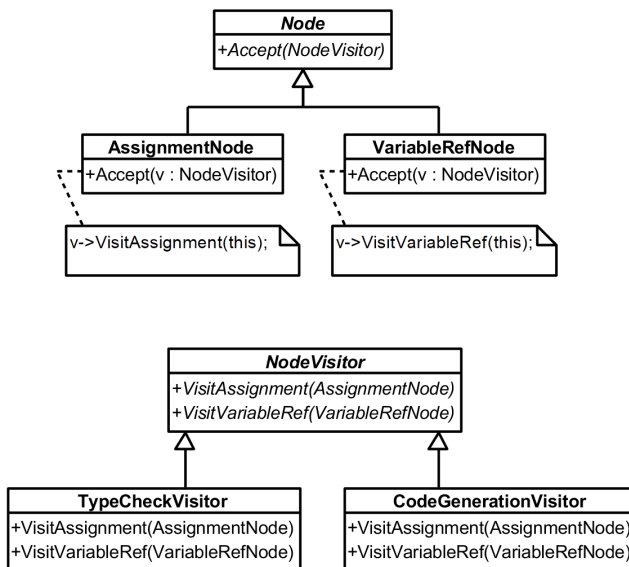 Node
+Accept(NodeVisitor)
AssignmentNode
+Accept(v : NodeVisitor)
VariableRefNode
+Accept(v : NodeVisitor)
v->VisitAssignment(this);
v->VisitVariableRef(this);
NodeVisitor
+VisitAssignment(AssignmentNode)
+VisitVariableRef(VariableRefNode)
TypeCheckVisitor
+VisitAssignment(AssignmentNode)
+VisitVariableRef(VariableRefNode)
CodeGenerationVisitor
+VisitAssignment(AssignmentNode)
+VisitVariableRef(VariableRefNode)